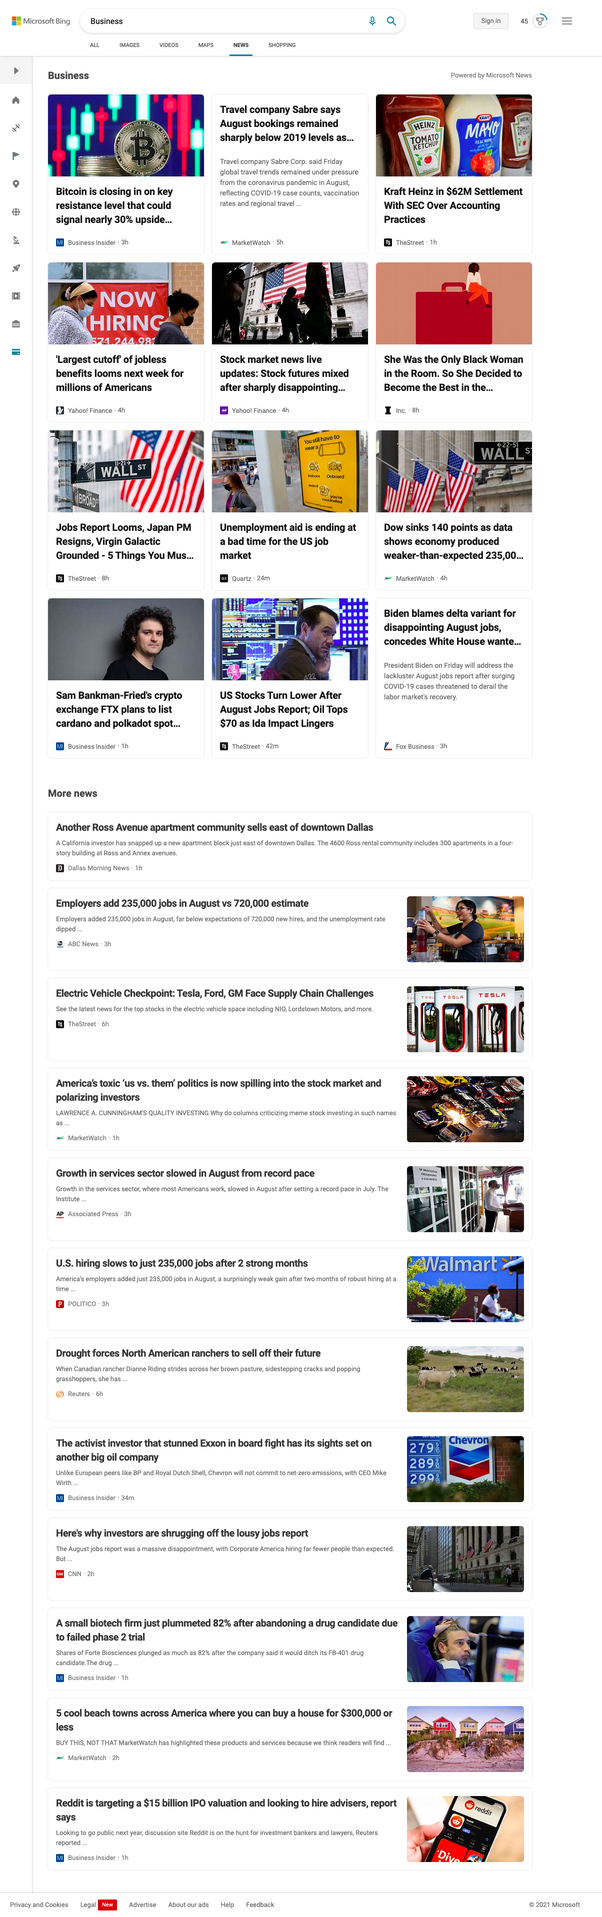 Microsoft Bing
Business
Sign in
45
ALL IMAGES VIDEOS MAPS NEWS SHOPPING
Business
Powered by Microsoft News
Bitcoin is closing in on key
resistance level that could
signal nearly 30% upside...
Business Insider · 3h
Travel company Sabre says
August bookings remained
sharply below 2019 levels as...
Travel company Sabre Corp. said Friday
global travel trends remained under pressure
from the coronavirus pandemic in August,
reflecting COVID-19 case counts, vaccination
rates and regional travel ...
MarketWatch · 5h
HEINZ
TOMATO
KETCHUP
Kraft
MAYO
HEINZ
Kraft Heinz in $62M Settlement
With SEC Over Accounting
Practices
TheStreet · 1h
NOW
HIRING
571.244.98
'Largest cutoff' of jobless
benefits looms next week for
millions of Americans
Yahoo! Finance · 4h
Stock market news live
updates: Stock futures mixed
after sharply disappointing...
Yahoo! Finance · 4h
She Was the Only Black Woman
in the Room. So She Decided to
Become the Best in the...
Inc. · 8h
WALL ST
BROAD
Jobs Report Looms, Japan PM
Resigns, Virgin Galactic
Grounded - 5 Things You Mus...
TheStreet · 8h
You still have to
wear a
Unemployment aid is ending at
a bad time for the US job
market
Quartz · 24m
WALL ST
Dow sinks 140 points as data
shows economy produced
weaker-than-expected 235,00...
MarketWatch · 4h
Sam Bankman-Fried's crypto
exchange FTX plans to list
cardano and polkadot spot...
Business Insider · 1h
US Stocks Turn Lower After
August Jobs Report; Oil Tops
$70 as Ida Impact Lingers
TheStreet · 42m
Biden blames delta variant for
disappointing August jobs,
concedes White House wante...
President Biden on Friday will address the
lackluster August jobs report after surging
COVID-19 cases threatened to derail the
labor market's recovery.
Fox Business · 3h
More news
Another Ross Avenue apartment community sells east of downtown Dallas
A California investor has snapped up a new apartment block just east of downtown Dallas. The 4600 Ross rental community includes 300 apartments in a four-
story building at Ross and Annex avenues.
Dallas Morning News · 1h
Employers add 235,000 jobs in August vs 720,000 estimate
Employers added 235,000 jobs in August, far below expectations of 720,000 new hires, and the unemployment rate
dipped ...
ABC News · 3h
Electric Vehicle Checkpoint: Tesla, Ford, GM Face Supply Chain Challenges
See the latest news for the top stocks in the electric vehicle space including NIO, Lordstown Motors, and more.
TheStreet · 6h
TESLA
TESLA
America's toxic 'us vs. them' politics is now spilling into the stock market and
polarizing investors
LAWRENCE A. CUNNINGHAM'S QUALITY INVESTING Why do columns criticizing meme stock investing in such names
as ...
MarketWatch · 1h
Growth in services sector slowed in August from record pace
Growth in the services sector, where most Americans work, slowed in August after setting a record pace in July. The
Institute ...
Associated Press · 3h
U.S. hiring slows to just 235,000 jobs after 2 strong months
America's employers added just 235,000 jobs in August, a surprisingly weak gain after two months of robust hiring at a
time ...
POLITICO · 3h
Walmart
Drought forces North American ranchers to sell off their future
When Canadian rancher Dianne Riding strides across her brown pasture, sidestepping cracks and popping
grasshoppers, she has ...
Reuters · 6h
The activist investor that stunned Exxon in board fight has its sights set on
another big oil company
Unlike European peers like BP and Royal Dutch Shell, Chevron will not commit to net-zero emissions, with CEO Mike
Wirth ...
Business Insider · 34m
Chevron
279
289
299
Here's why investors are shrugging off the lousy jobs report
The August jobs report was a massive disappointment, with Corporate America hiring far fewer people than expected.
But ...
CNN · 2h
A small biotech firm just plummeted 82% after abandoning a drug candidate due
to failed phase 2 trial
Shares of Forte Biosciences plunged as much as 82% after the company said it would ditch its FB-401 drug
candidate.The drug ...
Business Insider · 1h
5 cool beach towns across America where you can buy a house for $300,000 or
less
BUY THIS, NOT THAT MarketWatch has highlighted these products and services because we think readers will find ...
MarketWatch · 2h
Reddit is targeting a $15 billion IPO valuation and looking to hire advisers, report
says
Looking to go public next year, discussion site Reddit is on the hunt for investment bankers and lawyers, Reuters
reported ...
Business Insider · 1h
reddit
Dive
Privacy and Cookies Legal New Advertise About our ads Help Feedback
© 2021 Microsoft